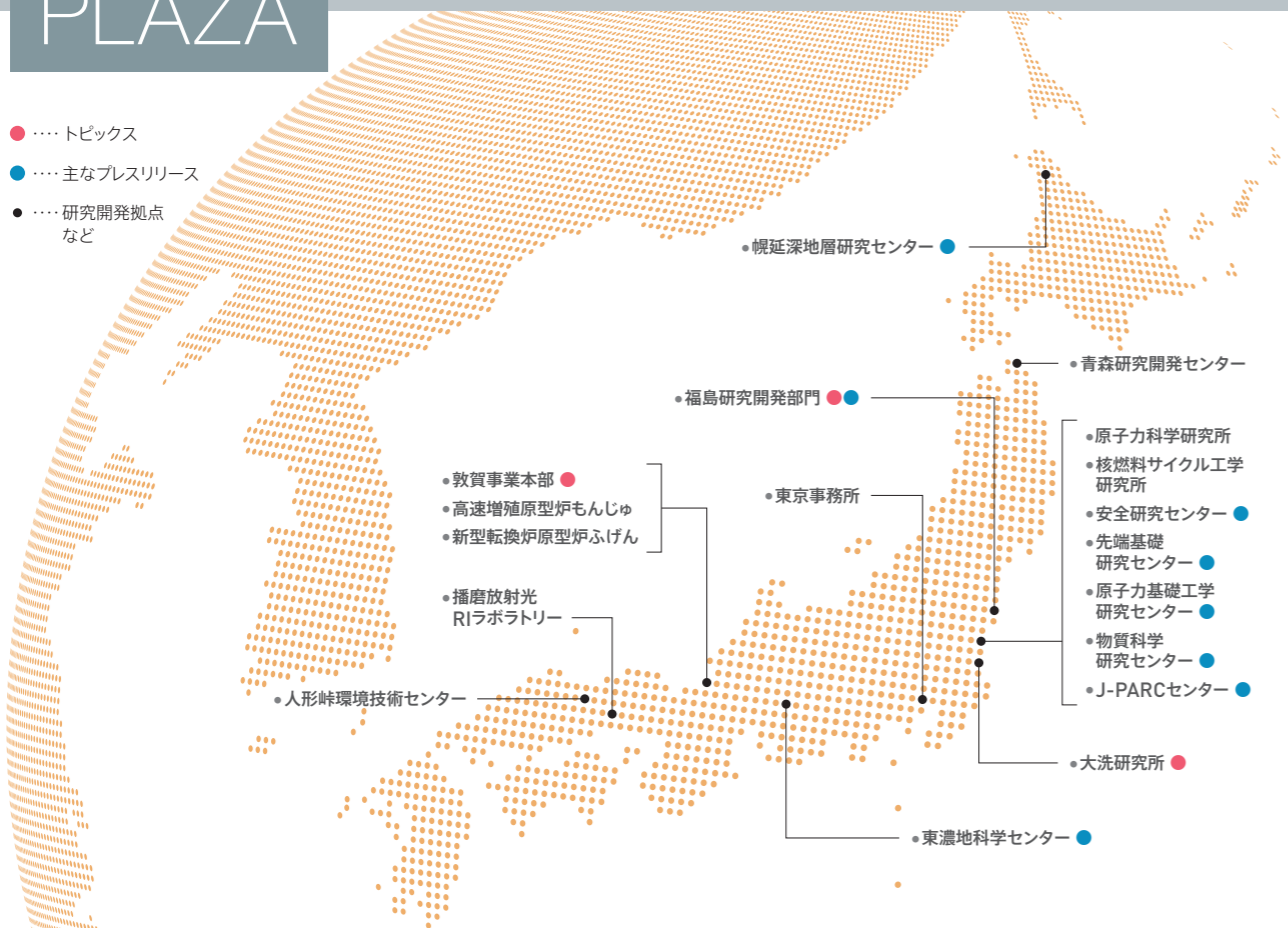 PLAZA
● ···· トピックス
● ···· 主なプレスリリース
● ···· 研究開発拠点
など
●幌延深地層研究センター ●
●青森研究開発センター
●福島研究開発部門 ●●
●原子力科学研究所
●核燃料サイクル工学
研究所
●安全研究センター ●
●先端基礎
研究センター ●
●原子力基礎工学
研究センター ●
●物質科学
研究センター ●
●J-PARCセンター ●
●敦賀事業本部 ●
●高速増殖原型炉もんじゅ
●新型転換炉原型炉ふげん
●東京事務所
●播磨放射光
RIラボラトリー
●人形峠環境技術センター
●大洗研究所 ●
●東濃地科学センター ●